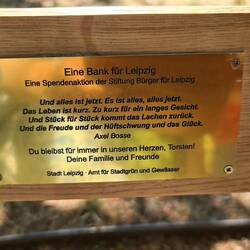 Eine Bank für Leipzig
Eine Spendenaktion der Stiftung Bürger für Leipzig
Und alles ist jetzt. Es ist alles, alles jetzt.
Das Leben ist kurz. Zu kurz für ein langes Gesicht.
Und Stück für Stück kommt das Lachen zurück.
Und die Freude und der Hüftschwung und das Glück.
Axel Bosse
Du bleibst für immer in unseren Herzen, Torsten!
Deine Familie und Freunde
Stadt Leipzig · Amt für Stadtgrün und Gewässer